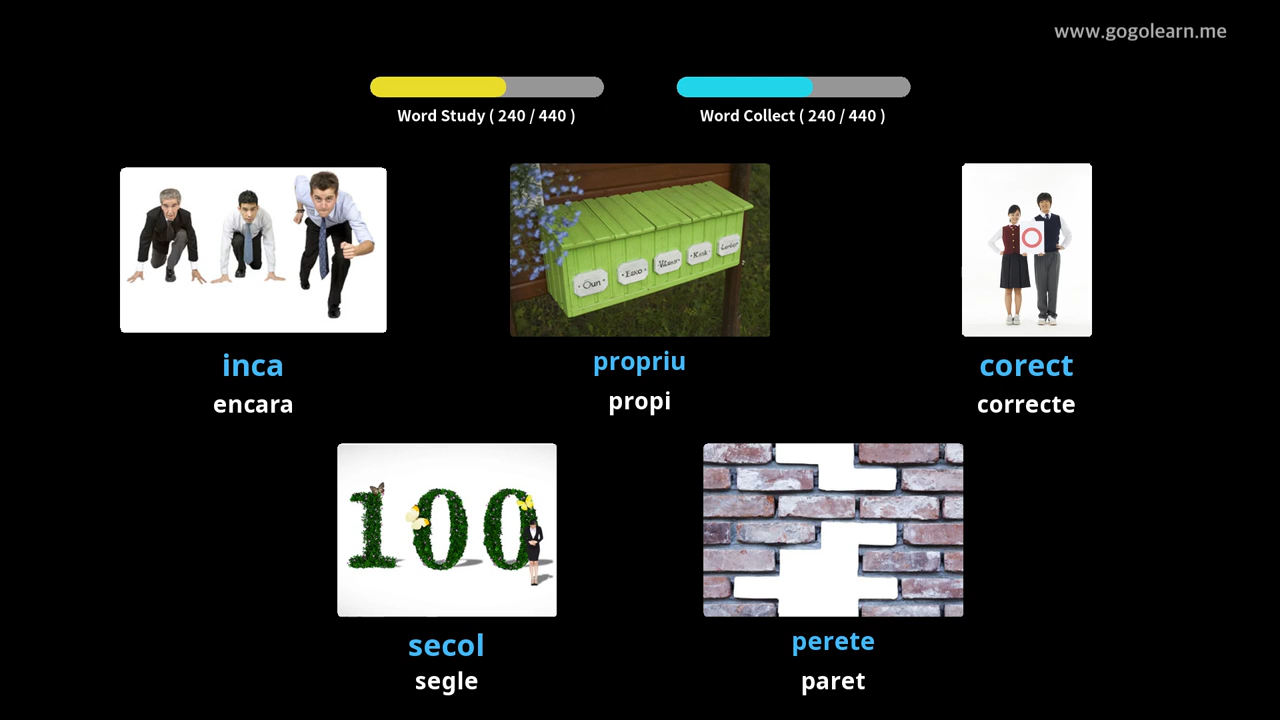 www.gogolearn.me
Word Study ( 240 / 440 )
Word Collect ( 240 / 440 )
inca
encara
propriu
propi
corect
correcte
100
secol
segle
perete
paret